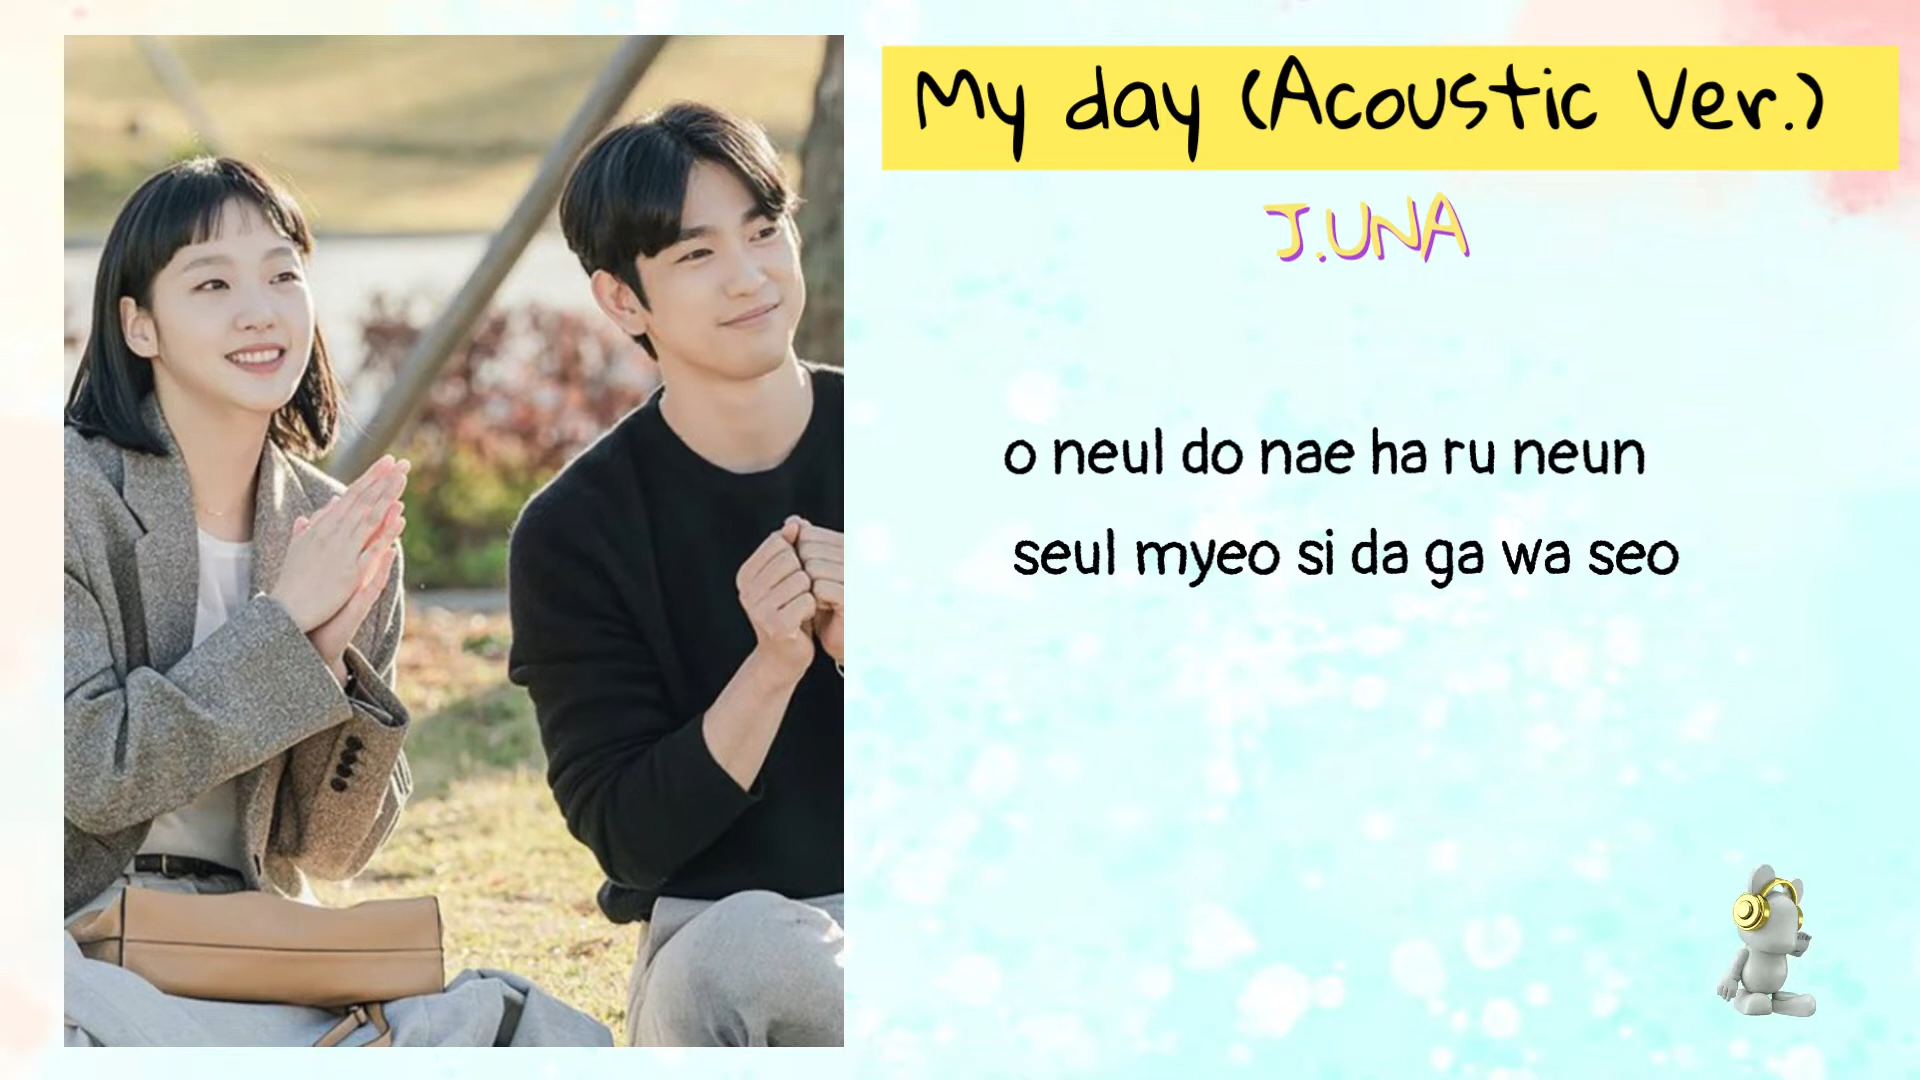 My day (Acoustic Ver.)
J.UNA
o neul do nae ha ru neun
seul myeo si da ga wa seo